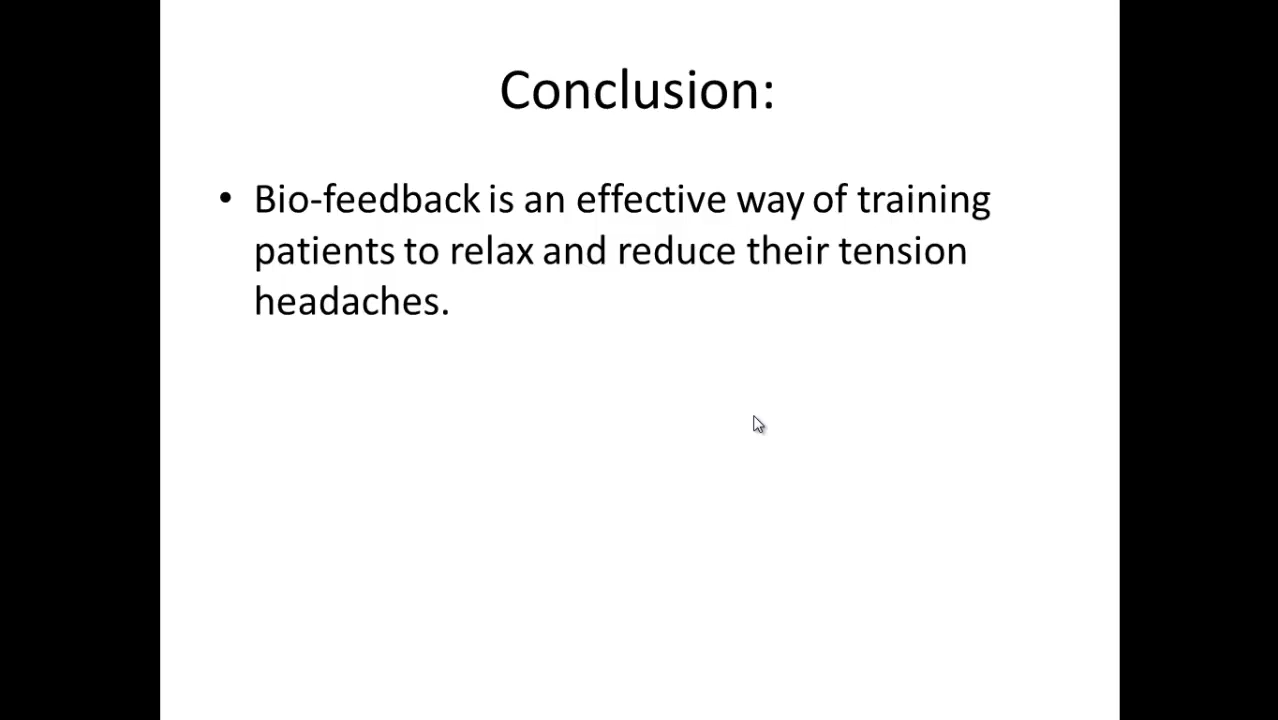 Conclusion:
• Bio-feedback is an effective way of training
patients to relax and reduce their tension
headaches.